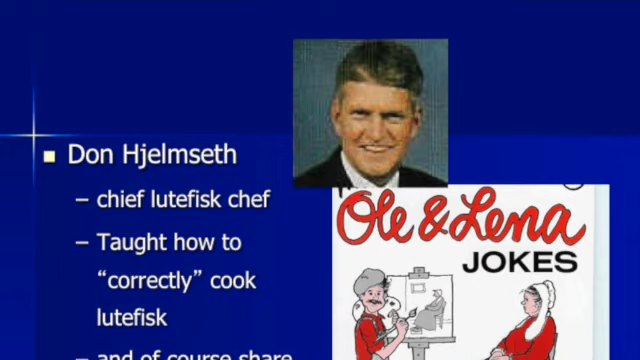 Don Hjelmseth
– chief lutefisk chef
– Taught how to
“correctly” cook
lutefisk
– and of course share
Ole & Lena
JOKES